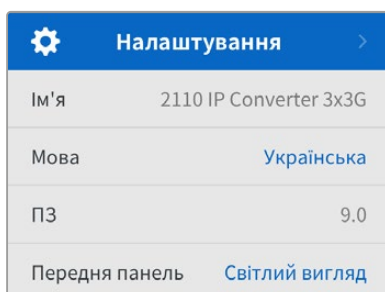 Налаштування
Ім'я 2110 IP Converter 3x3G
Мова Українська
ПЗ 9.0
Передня панель Світлий вигляд